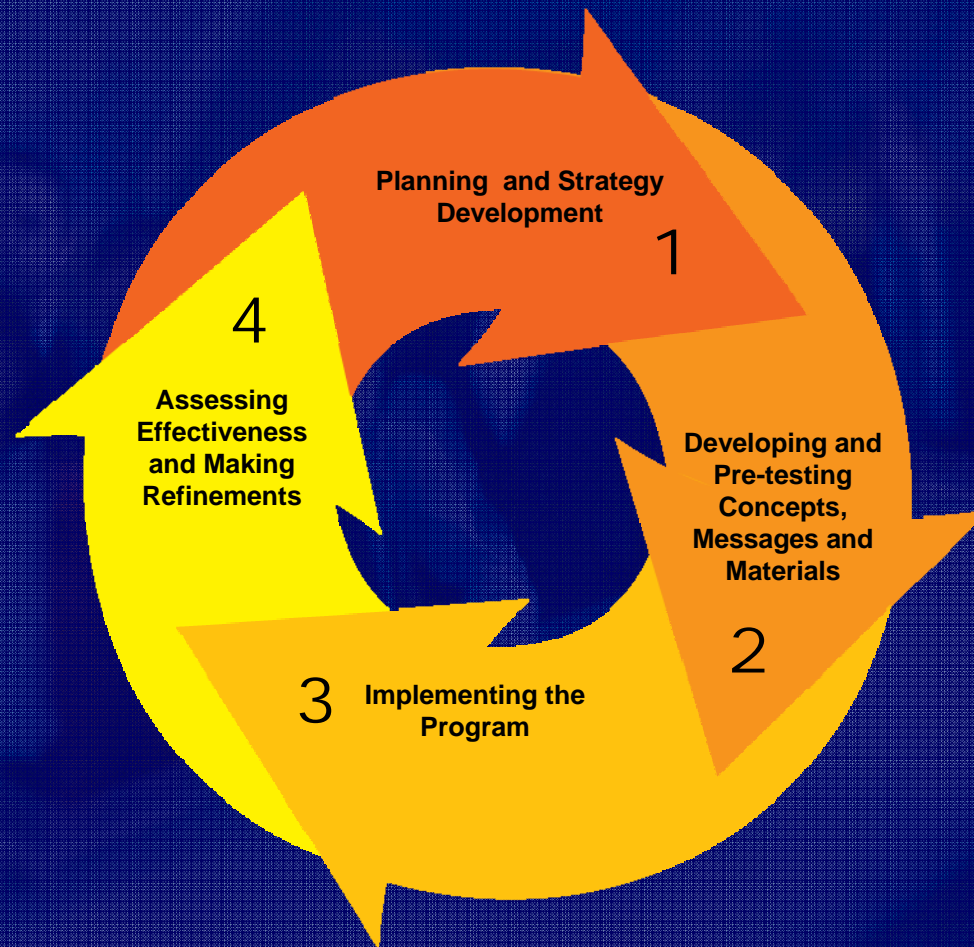 Planning and Strategy
Development
1
Developing and
Pre-testing
Concepts,
Messages and
Materials
2
3
Implementing the
Program
4
Assessing
Effectiveness
and Making
Refinements